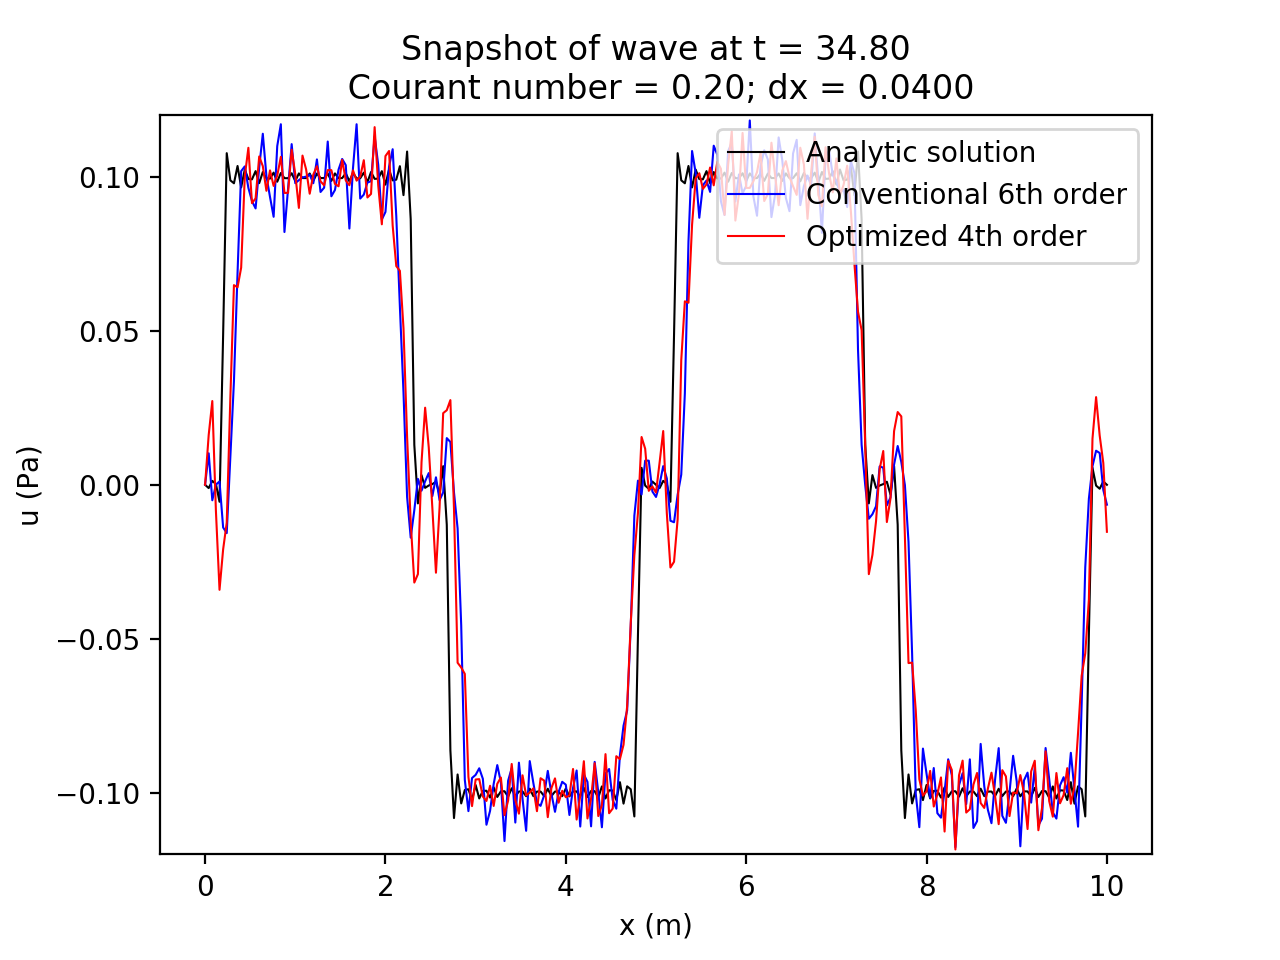 Snapshot of wave at t = 34.80
Courant number = 0.20; dx = 0.0400
Analytic solution
Conventional 6th order
Optimized 4th order
u (Pa)
0.10
0.05
0.00
−0.05
−0.10
0 2 4 6 8 10
x (m)